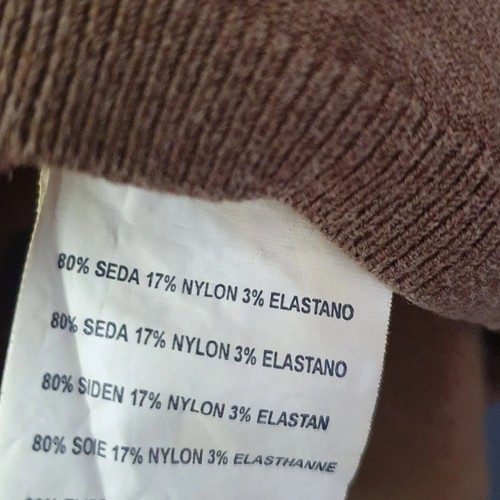 80% SEDA 17% NYLON 3% ELASTANO
80% SEDA 17% NYLON 3% ELASTANO
80% SIDEN 17% NYLON 3% ELASTAN
80% SOIE 17% NYLON 3% ELASTHANNE